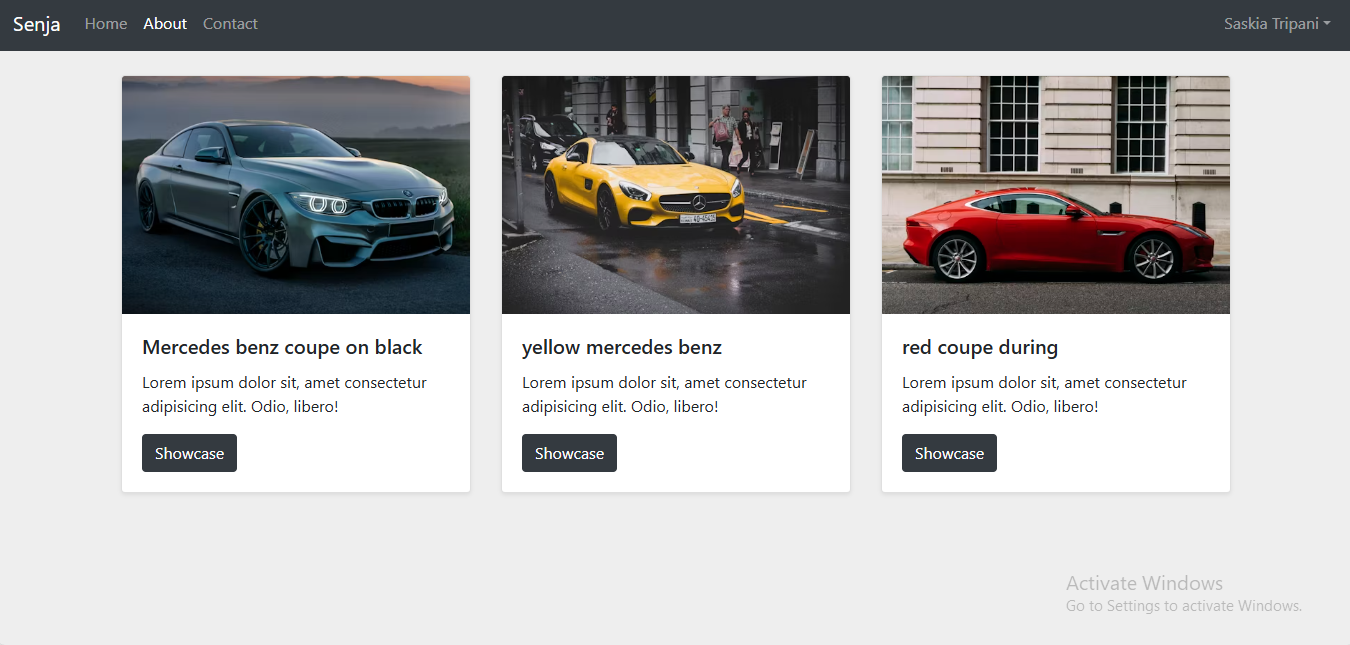 Senja Home About Contact Saskia Tripani
Mercedes benz coupe on black
Lorem ipsum dolor sit, amet consectetur
adipisicing elit. Odio, libero!
Showcase
yellow mercedes benz
Lorem ipsum dolor sit, amet consectetur
adipisicing elit. Odio, libero!
Showcase
red coupe during
Lorem ipsum dolor sit, amet consectetur
adipisicing elit. Odio, libero!
Showcase
Activate Windows
Go to Settings to activate Windows.